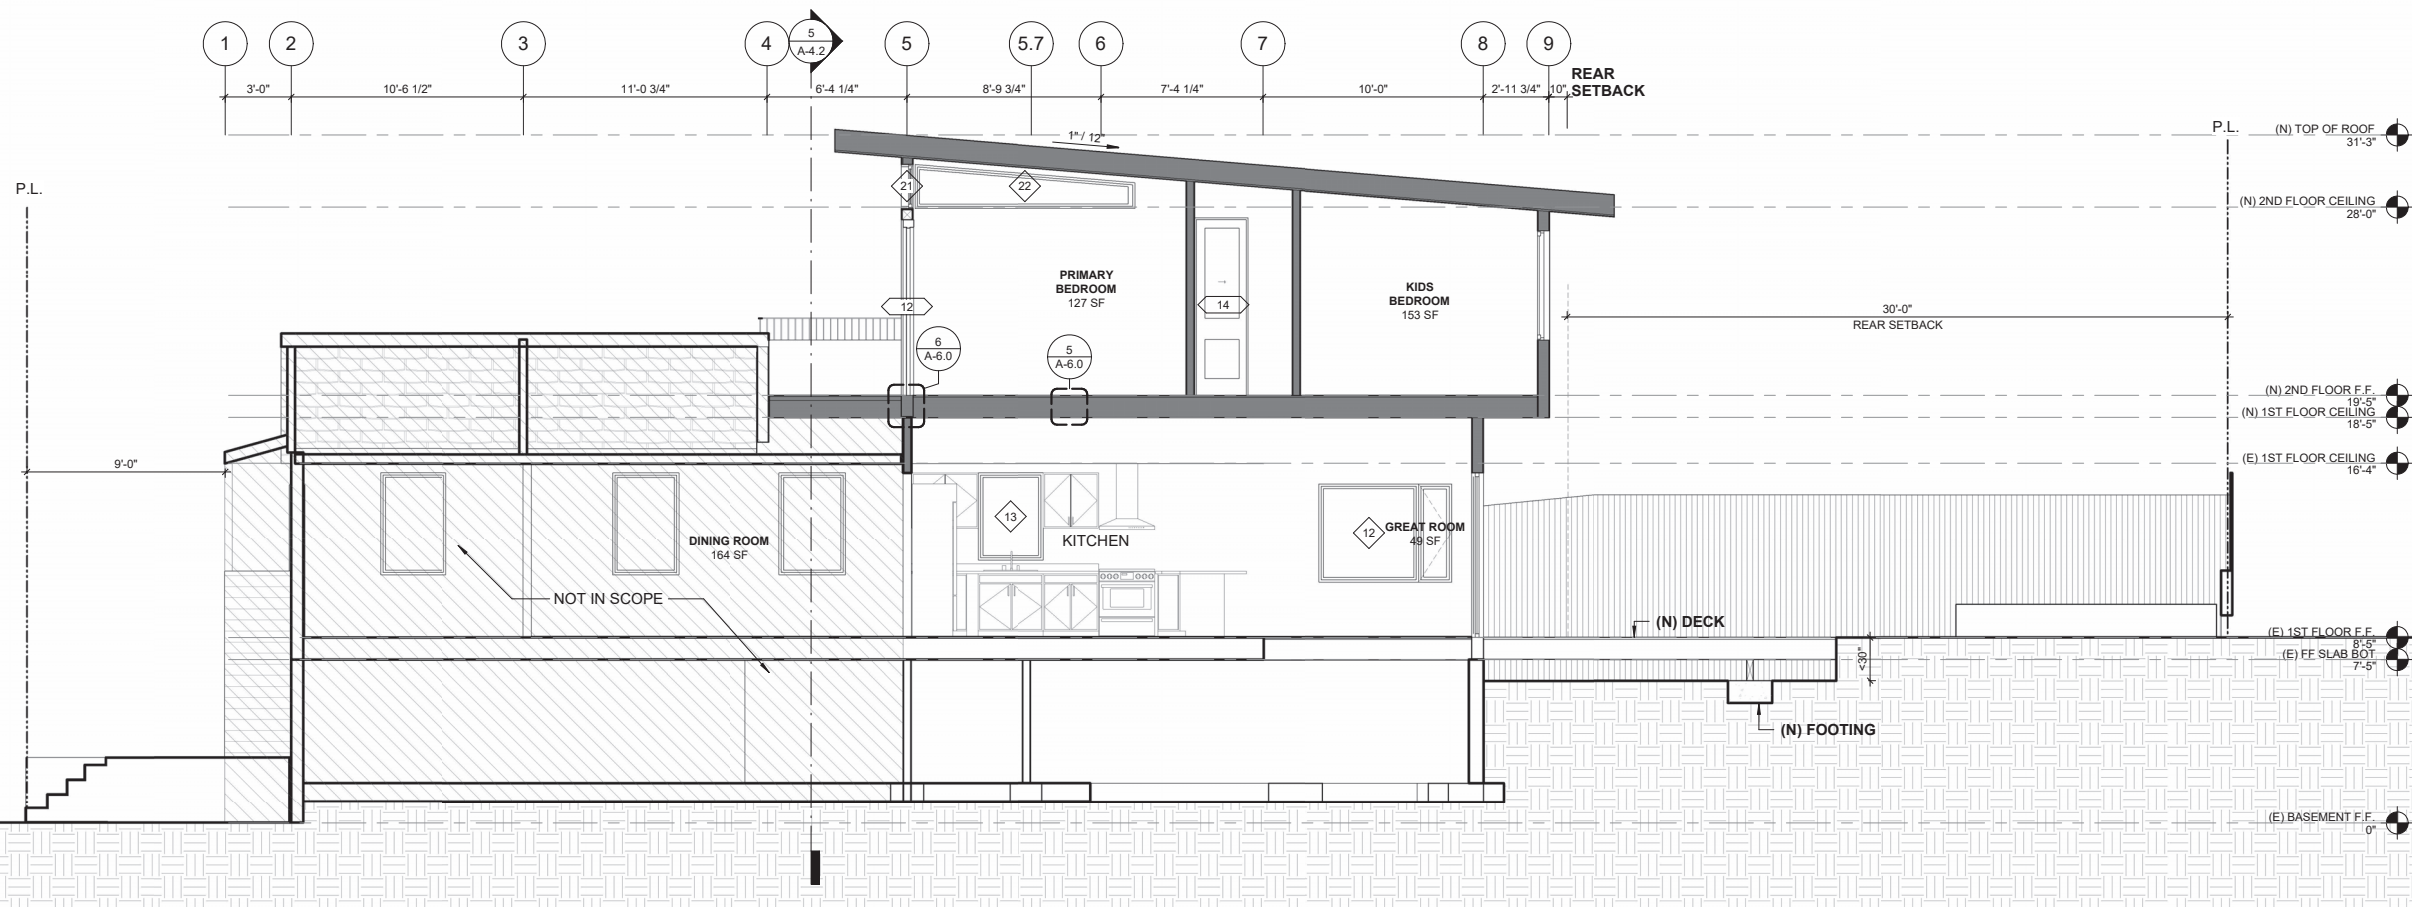 1
2
3
4
5
A-4.2
5
5.7
6
7
8
9
REAR
SETBACK
3'-0"
10'-6 1/2"
11'-0 3/4"
6'-4 1/4"
8'-9 3/4"
7'-4 1/4"
10'-0"
2'-11 3/4"
10"
P.L.
P.L.
1" / 12"
(N) TOP OF ROOF
31'-3"
21
22
(N) 2ND FLOOR CEILING
28'-0"
PRIMARY
BEDROOM
127 SF
KIDS
BEDROOM
153 SF
12
14
30'-0"
REAR SETBACK
6
A-6.0
5
A-6.0
(N) 2ND FLOOR F.F.
19'-5"
(N) 1ST FLOOR CEILING
18'-5"
9'-0"
(E) 1ST FLOOR CEILING
16'-4"
13
12
GREAT ROOM
49 SF
DINING ROOM
164 SF
KITCHEN
NOT IN SCOPE
(N) DECK
(E) 1ST FLOOR F.F.
8'-5"
(E) FF SLAB BOT
7'-5"
<30"
(N) FOOTING
(E) BASEMENT F.F.
0"